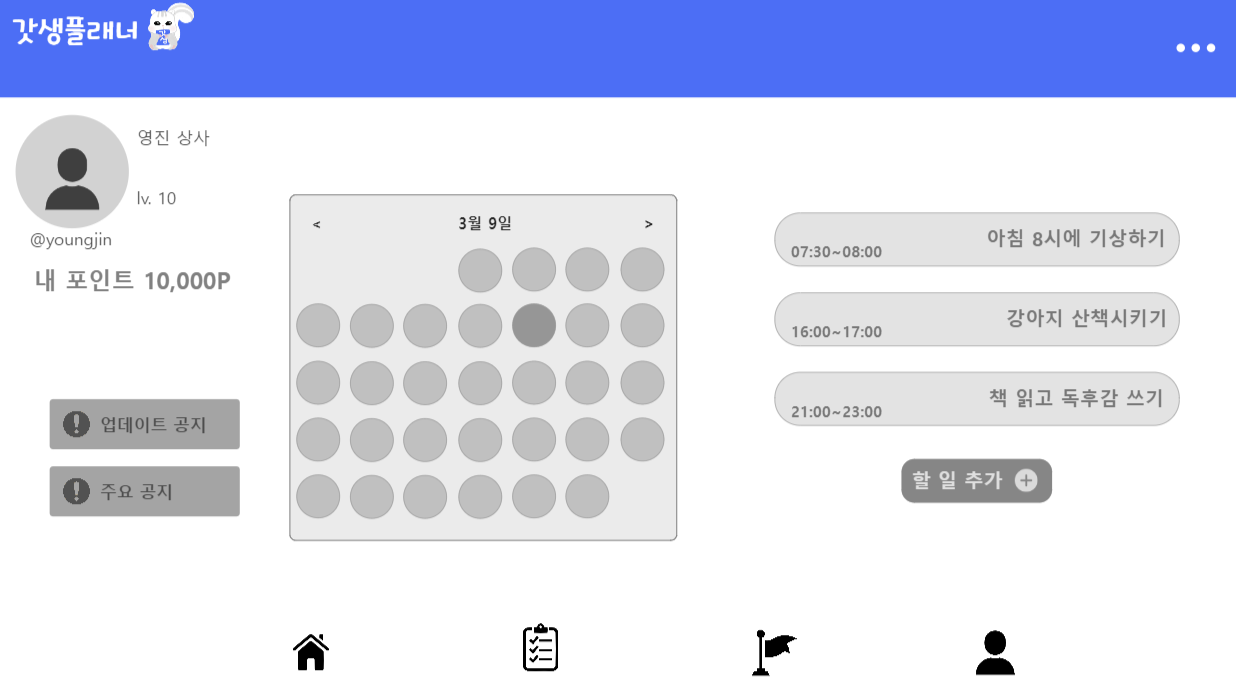 갓생플래너
갓생
영진 상사
lv. 10
@youngjin
내 포인트 10,000P
업데이트 공지
주요 공지
< 3월 9일 >
아침 8시에 기상하기
07:30~08:00
강아지 산책시키기
16:00~17:00
책 읽고 독후감 쓰기
21:00~23:00
할 일 추가